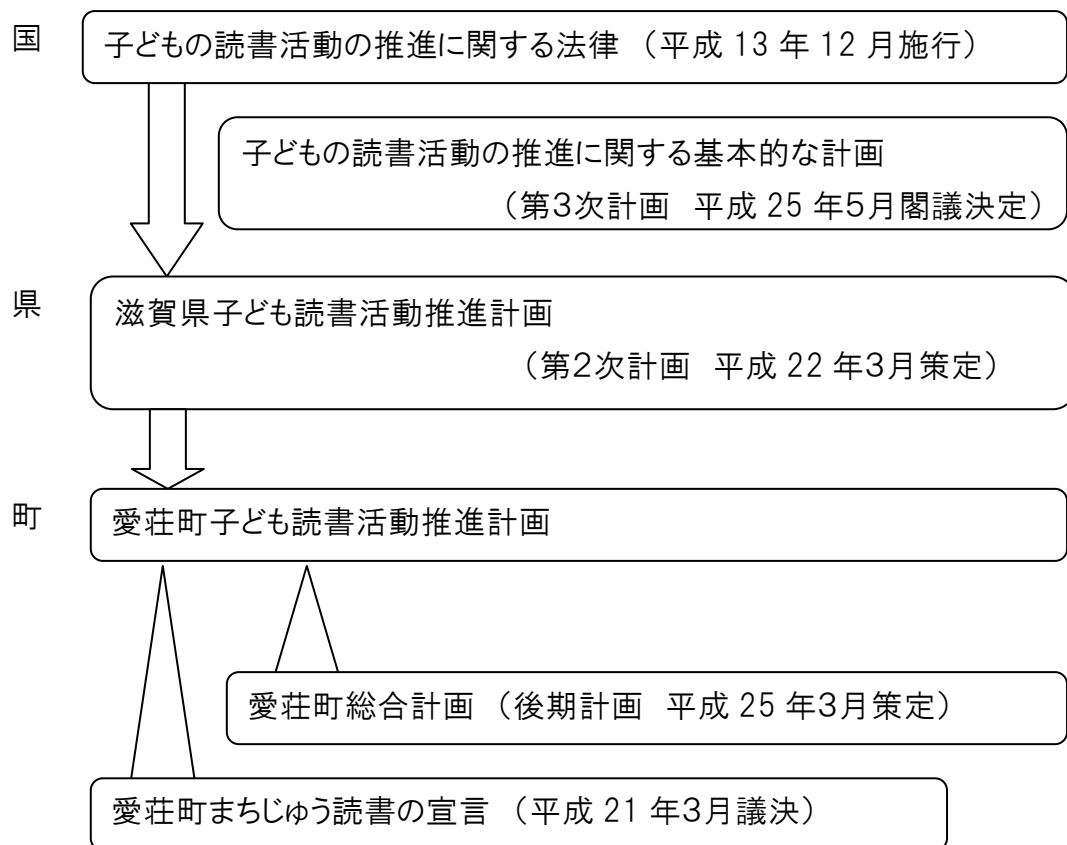 国
子どもの読書活動の推進に関する法律 （平成 13 年 12 月施行）
子どもの読書活動の推進に関する基本的な計画
（第３次計画　平成 25 年５月閣議決定）
県
滋賀県子ども読書活動推進計画
（第２次計画　平成 22 年３月策定）
町
愛荘町子ども読書活動推進計画
愛荘町総合計画 （後期計画　平成 25 年３月策定）
愛荘町まちじゅう読書の宣言 （平成 21 年３月議決）